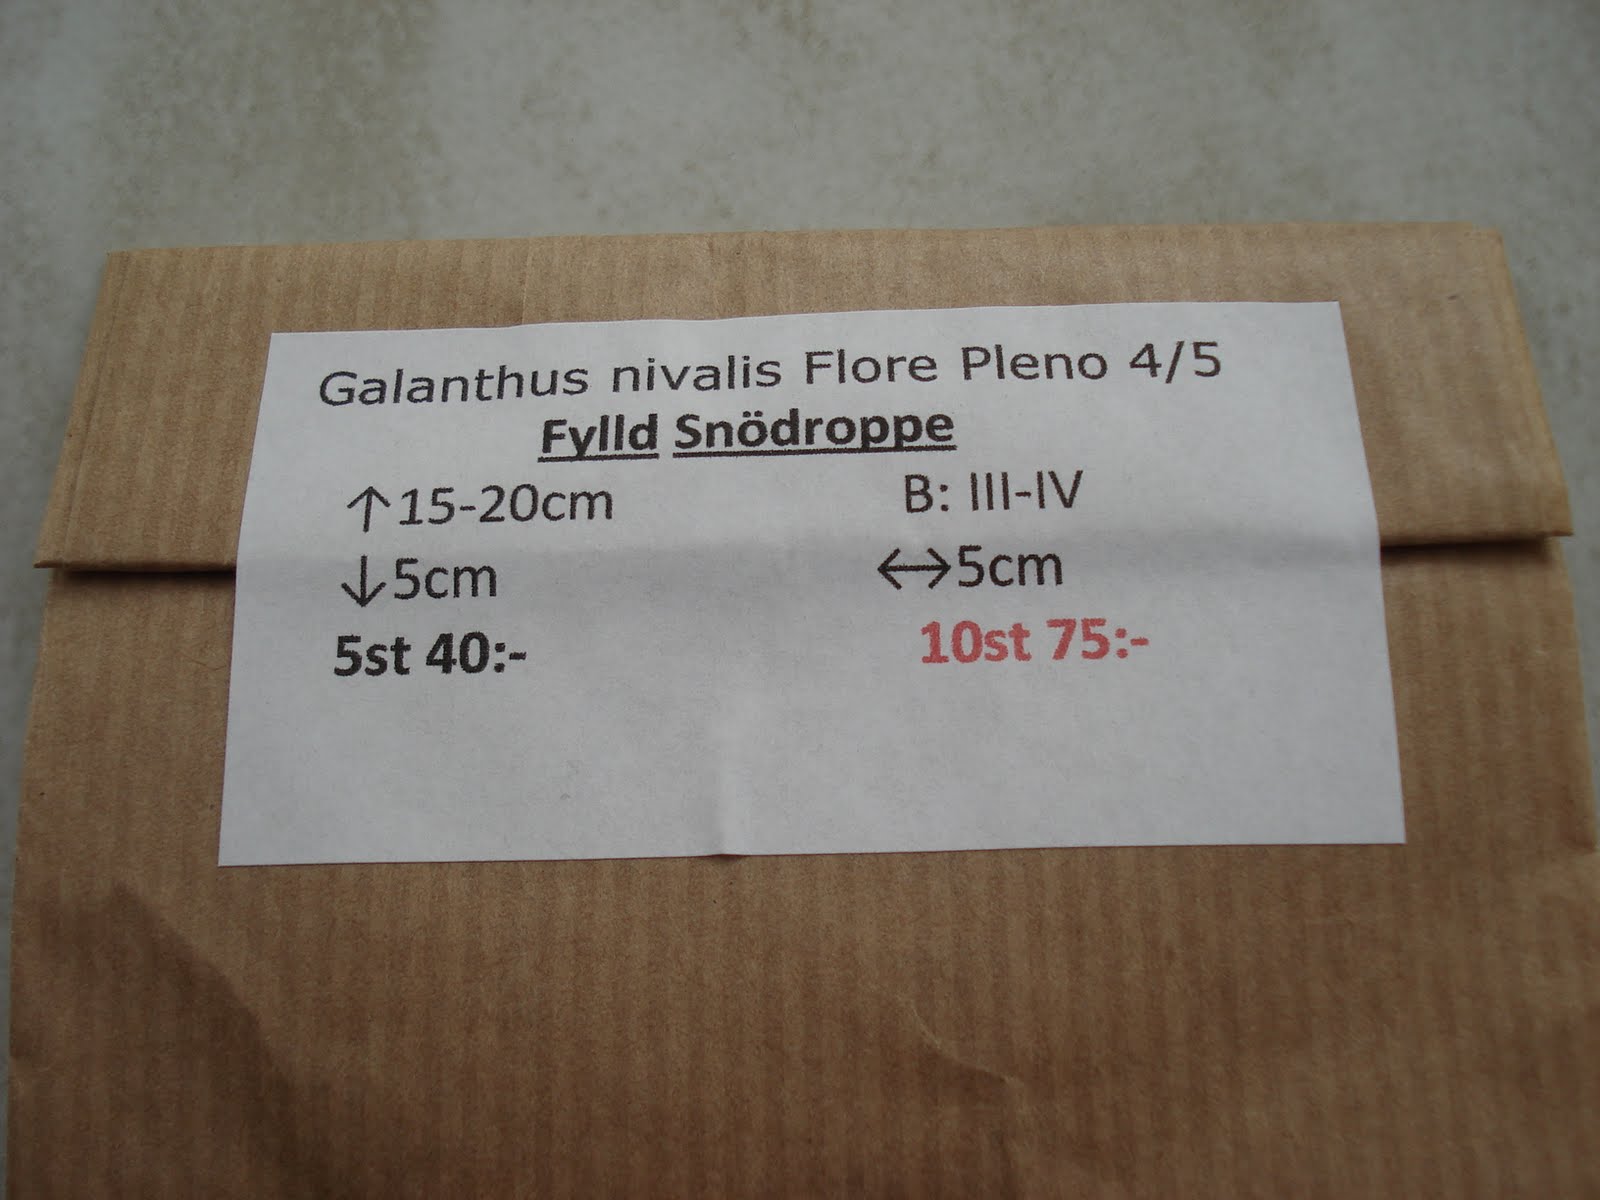 Galanthus nivalis Flore Pleno 4/5
Fylld Snödroppe
↑15-20cm B: III-IV
↓5cm ↔5cm
5st 40:- 10st 75:-